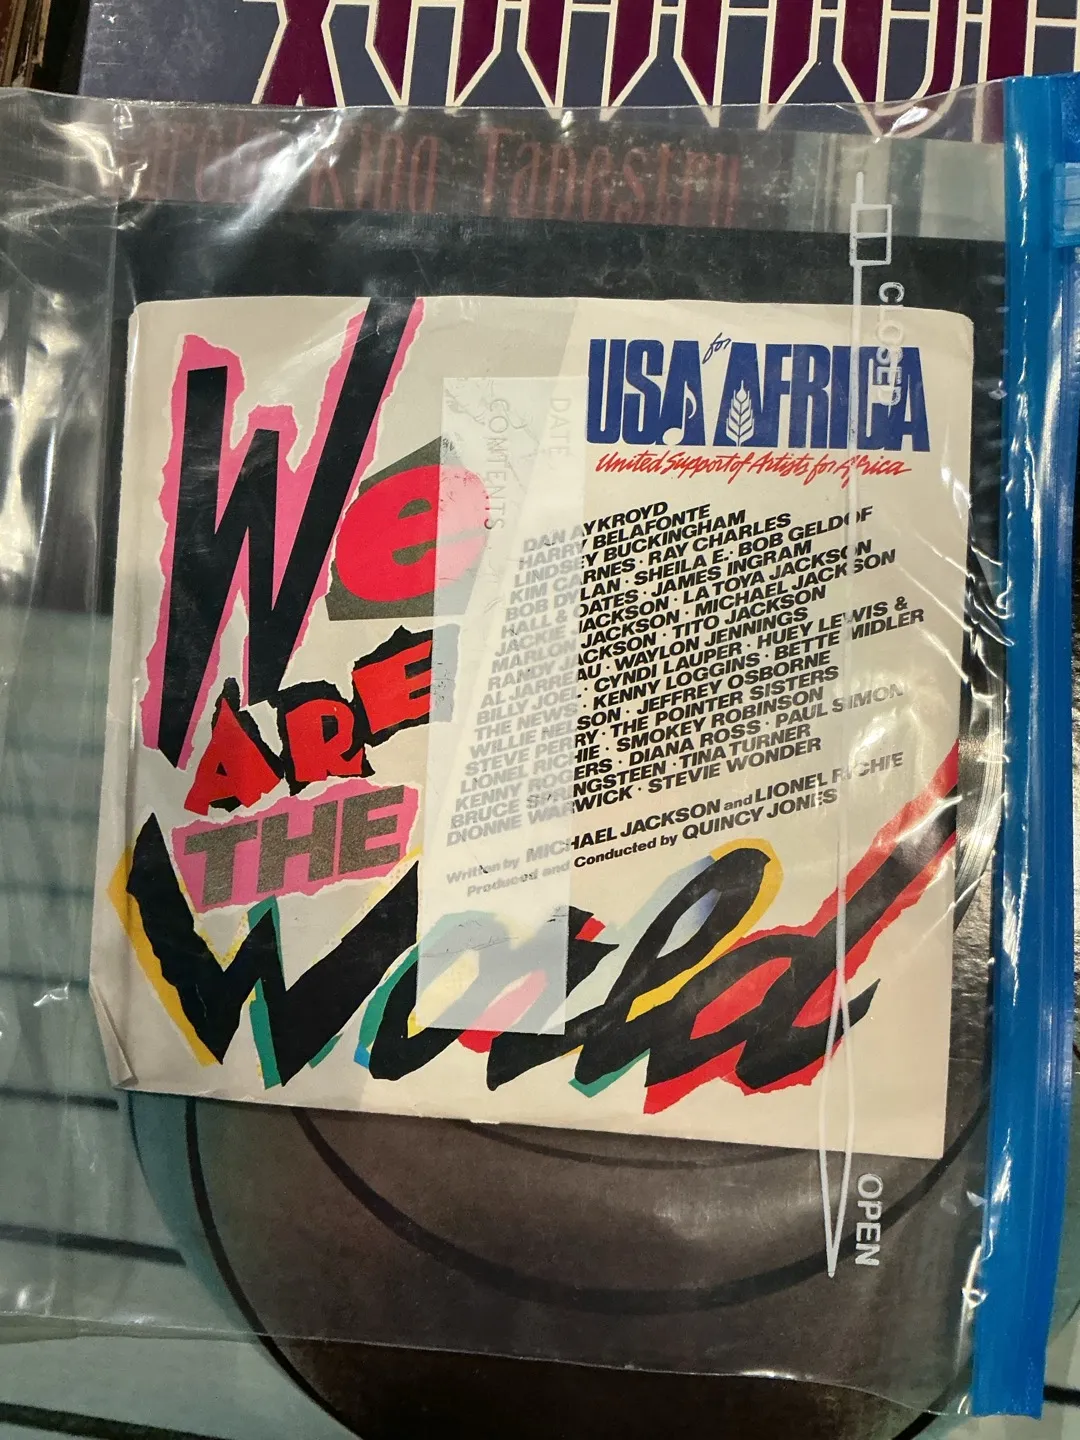 Carole King Tapestry
CLOSED
We
ARE
THE
World
USA for AFRICA
United Support of Artists for Africa
CONTENTS
DATE
DAN AYKROYD
HARRY BELAFONTE
LINDSEY BUCKINGHAM
KIM CARNES · RAY CHARLES
BOB DYLAN · SHEILA E. · BOB GELDOF
HALL & OATES · JAMES INGRAM
JACKIE JACKSON · LA TOYA JACKSON
MARLON JACKSON · MICHAEL JACKSON
RANDY JACKSON · TITO JACKSON
AL JARREAU · WAYLON JENNINGS
BILLY JOEL · CYNDI LAUPER · HUEY LEWIS &
THE NEWS · KENNY LOGGINS · BETTE MIDLER
WILLIE NELSON · JEFFREY OSBORNE
STEVE PERRY · THE POINTER SISTERS
LIONEL RICHIE · SMOKEY ROBINSON
KENNY ROGERS · DIANA ROSS · PAUL SIMON
BRUCE SPRINGSTEEN · TINA TURNER
DIONNE WARWICK · STEVIE WONDER
Written by MICHAEL JACKSON and LIONEL RICHIE
Produced and Conducted by QUINCY JONES
OPEN